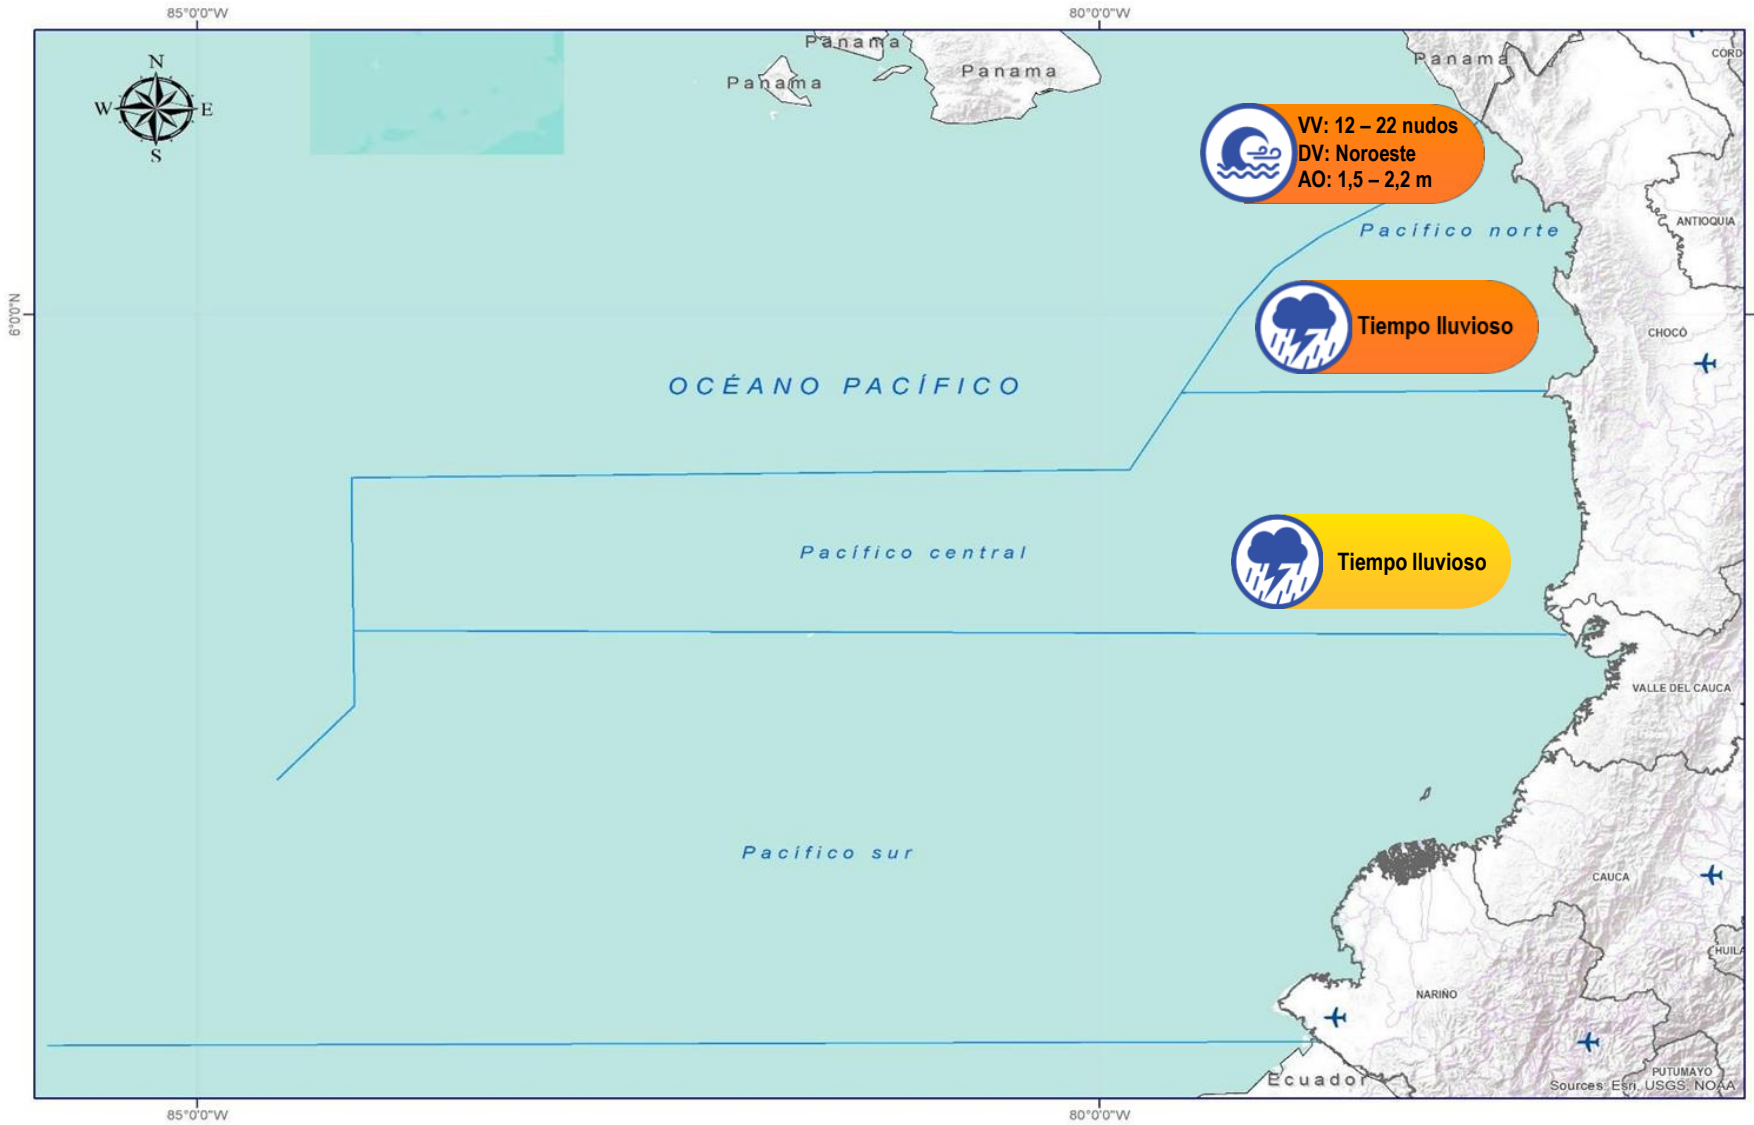 85°0'0"W
80°0'0"W
N
W
E
S
Panama
Panama
Panama
Panama
CORD
VV: 12 – 22 nudos
DV: Noroeste
AO: 1,5 – 2,2 m
ANTIOQUIA
Pacífico norte
6°0'0"N
Tiempo lluvioso
CHOCÓ
OCÉANO PACÍFICO
Pacífico central
Tiempo lluvioso
VALLE DEL CAUCA
Pacífico sur
CAUCA
HUILA
NARIÑO
PUTUMAYO
Ecuador
Sources: Esri, USGS, NOAA
85°0'0"W
80°0'0"W